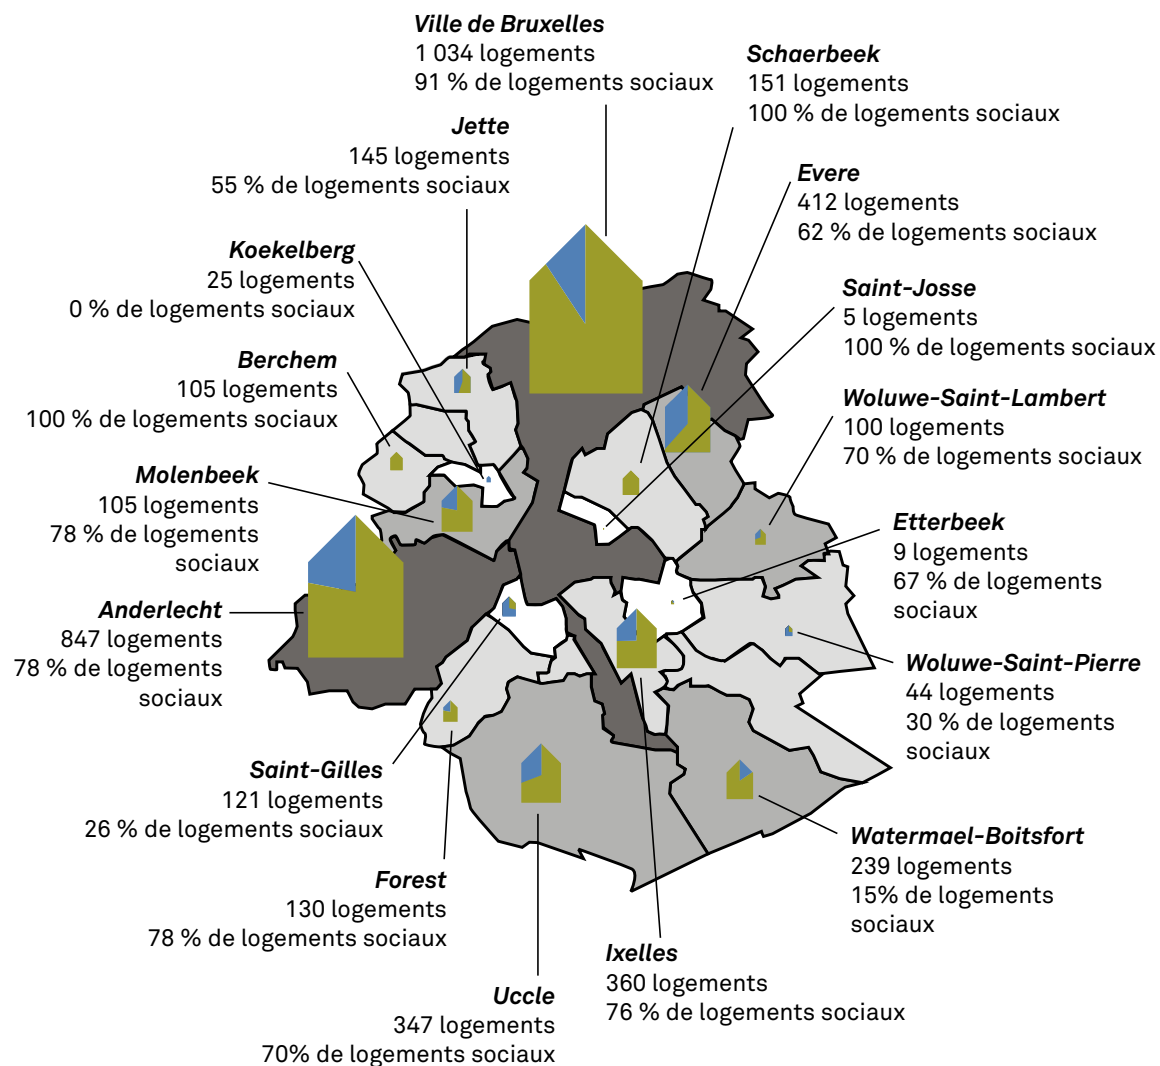 Ville de Bruxelles
1 034 logements
91 % de logements sociaux
Schaerbeek
151 logements
100 % de logements sociaux
Jette
145 logements
55 % de logements sociaux
Evere
412 logements
62 % de logements sociaux
Koekelberg
25 logements
0 % de logements sociaux
Saint-Josse
5 logements
100 % de logements sociaux
Berchem
105 logements
100 % de logements sociaux
Woluwe-Saint-Lambert
100 logements
70 % de logements sociaux
Molenbeek
105 logements
78 % de logements
sociaux
Etterbeek
9 logements
67 % de logements
sociaux
Anderlecht
847 logements
78 % de logements
sociaux
Woluwe-Saint-Pierre
44 logements
30 % de logements
sociaux
Saint-Gilles
121 logements
26 % de logements sociaux
Watermael-Boitsfort
239 logements
15% de logements
sociaux
Forest
130 logements
78 % de logements sociaux
Ixelles
360 logements
76 % de logements sociaux
Uccle
347 logements
70% de logements sociaux